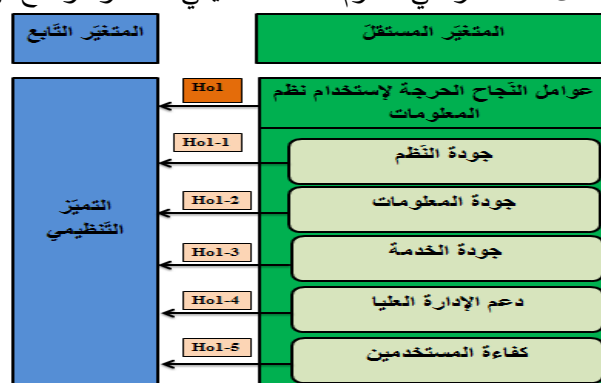 المتغيّر المستقلّ
المتغيّر التّابع
عوامل النّجاح الحرجة لإستخدام نظم
المعلومات
Ho1
جودة النّظم
Ho1-1
جودة المعلومات
Ho1-2
جودة الخدمة
Ho1-3
دعم الإدارة العليا
Ho1-4
كفاءة المستخدمين
Ho1-5
التميّز
التّنظيمي